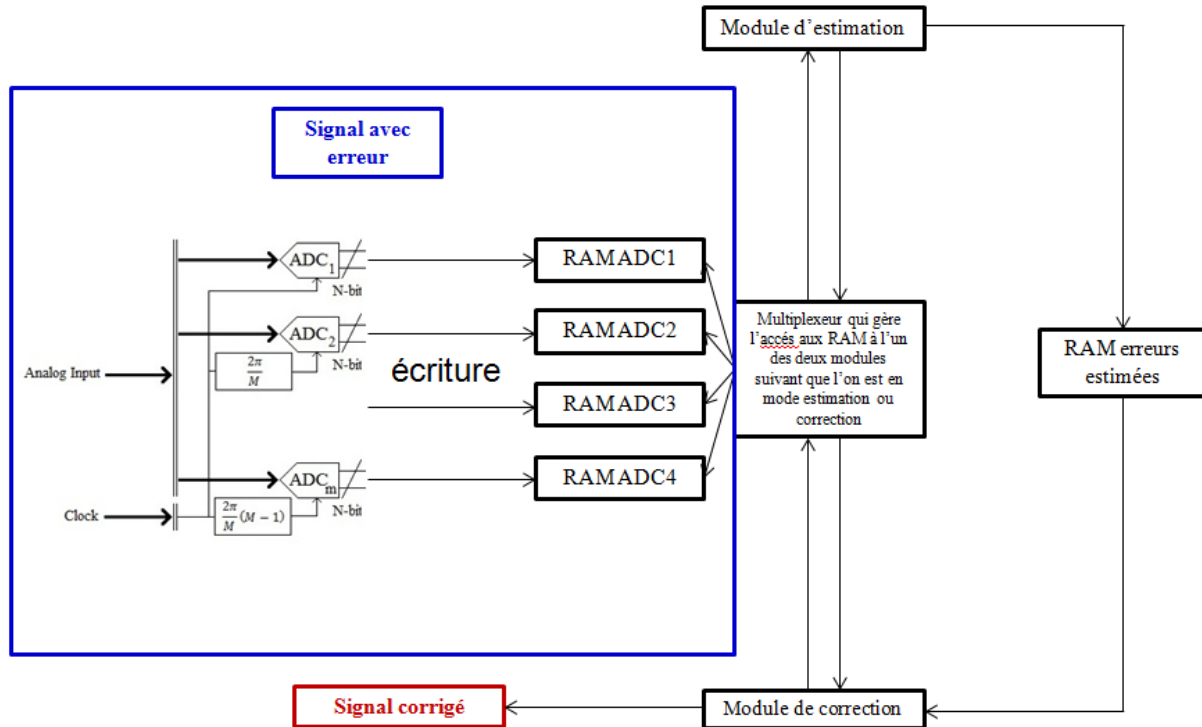 Module d'estimation
Signal avec
erreur
ADC1
N-bit
RAMADC1
ADC2
N-bit
2π
M
RAMADC2
Analog Input
écriture
RAMADC3
ADCm
N-bit
RAMADC4
Clock
2π
M
(M − 1)
Multiplexeur qui gère
l'accés aux RAM à l'un
des deux modules
suivant que l'on est en
mode estimation ou
correction
RAM erreurs
estimées
Signal corrigé
Module de correction